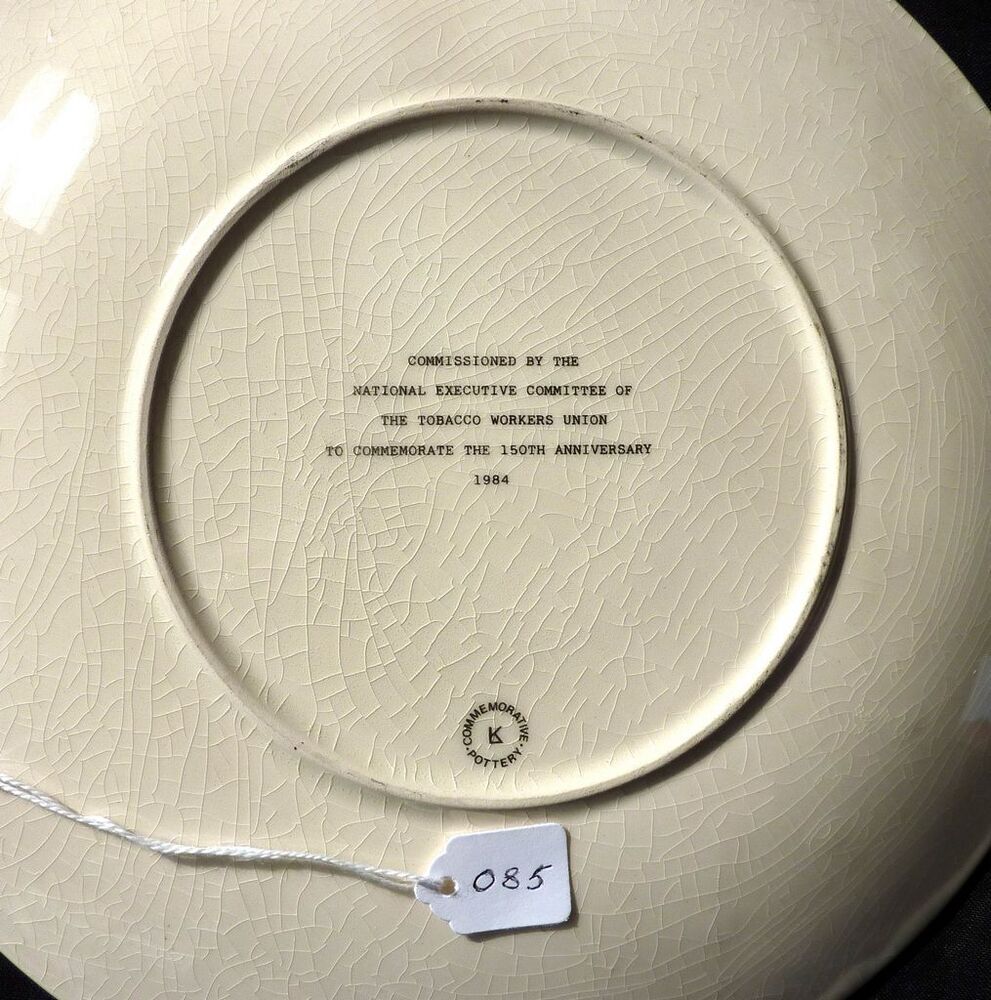 COMMISSIONED BY THE
NATIONAL EXECUTIVE COMMITTEE OF
THE TOBACCO WORKERS UNION
TO COMMEMORATE THE 150TH ANNIVERSARY
1984
COMMEMORATIVE
LK
POTTERY
085